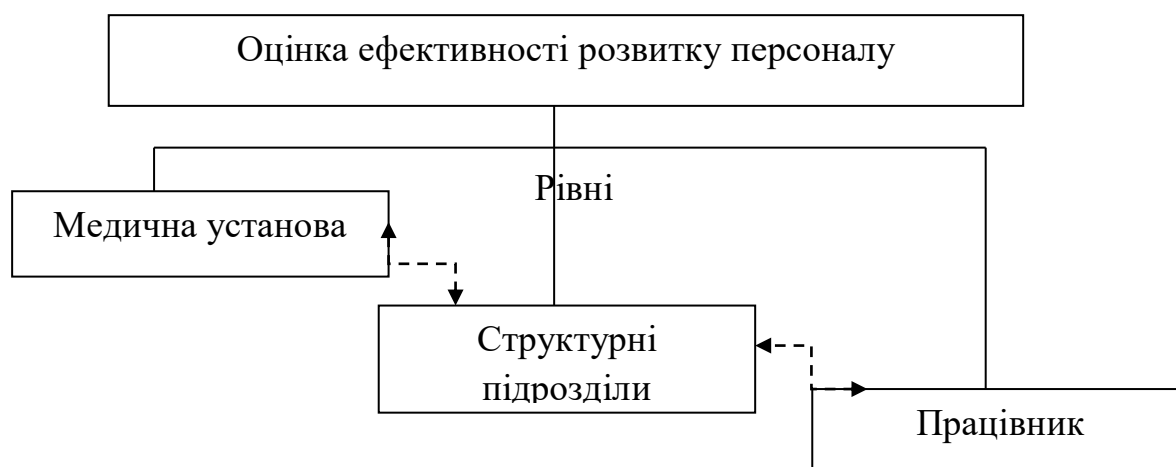 Оцінка ефективності розвитку персоналу
Рівні
Медична установа
Структурні
підрозділи
Працівник